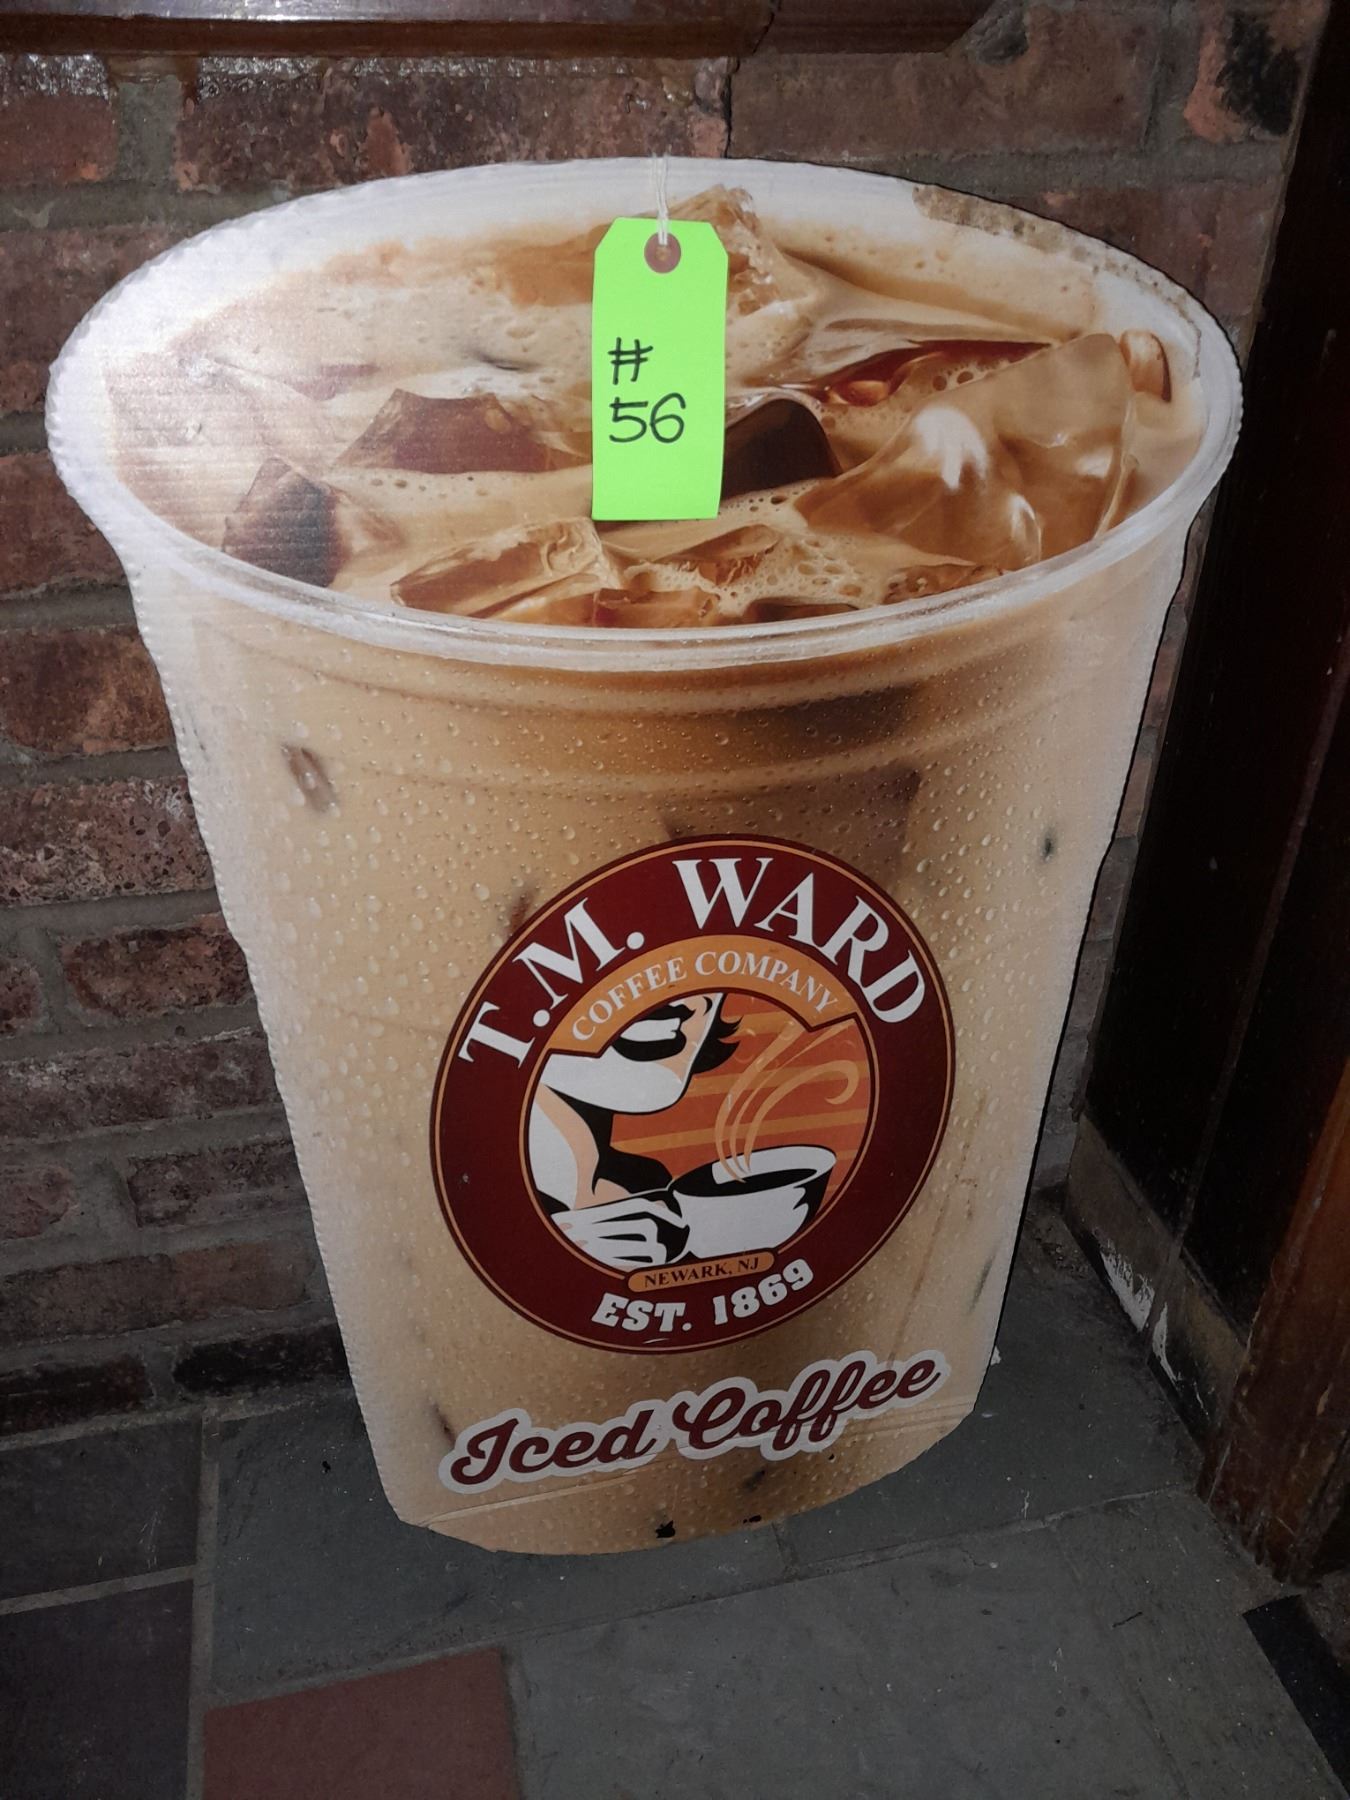 #
56
T.M. WARD
COFFEE COMPANY
NEWARK, NJ
EST. 1869
Iced Coffee